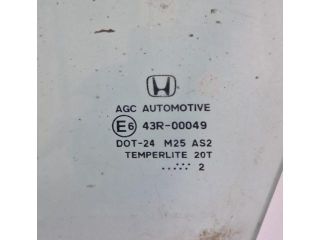 AGC AUTOMOTIVE
E6 43R-00049
DOT-24 M25 AS2
TEMPERLITE 20T
..... 2